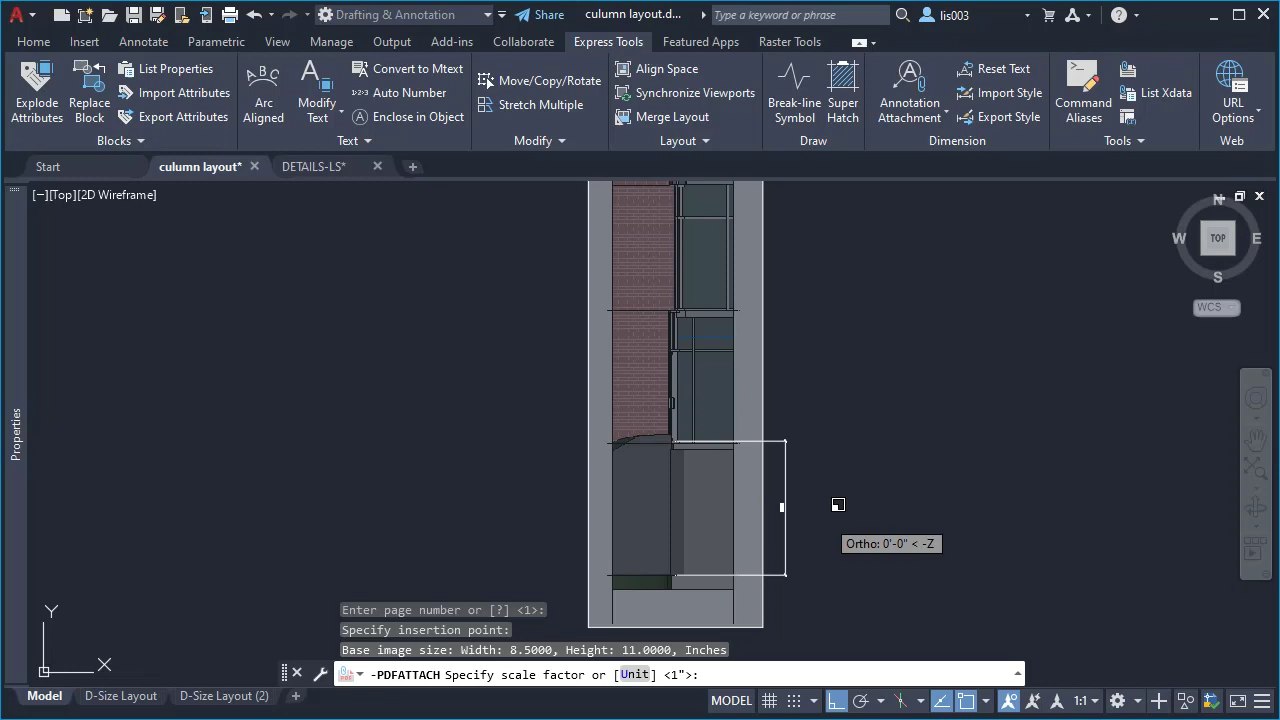 Drafting & Annotation
Share
culumn layout.d...
Type a keyword or phrase
lis003
Home
Insert
Annotate
Parametric
View
Manage
Output
Add-ins
Collaborate
Express Tools
Featured Apps
Raster Tools
Explode
Attributes
Replace
Block
List Properties
Import Attributes
Export Attributes
Blocks
ABC
Arc
Aligned
A
Modify
Text
Convert to Mtext
Auto Number
Enclose in Object
Text
Move/Copy/Rotate
Stretch Multiple
Modify
Align Space
Synchronize Viewports
Merge Layout
Layout
Break-line
Symbol
Super
Hatch
Draw
Annotation
Attachment
Reset Text
Import Style
Export Style
Dimension
Command
Aliases
List Xdata
Tools
URL
Options
Web
Start
culumn layout*
DETAILS-LS*
[−][Top][2D Wireframe]
N
W
TOP
E
S
WCS
Properties
Ortho: 0'-0" < -Z
Y
X
Enter page number or [?] <1>:
Specify insertion point:
Base image size: Width: 8.5000, Height: 11.0000, Inches
-PDFATTACH Specify scale factor or [Unit] <1">:
Model
D-Size Layout
D-Size Layout (2)
MODEL
1:1